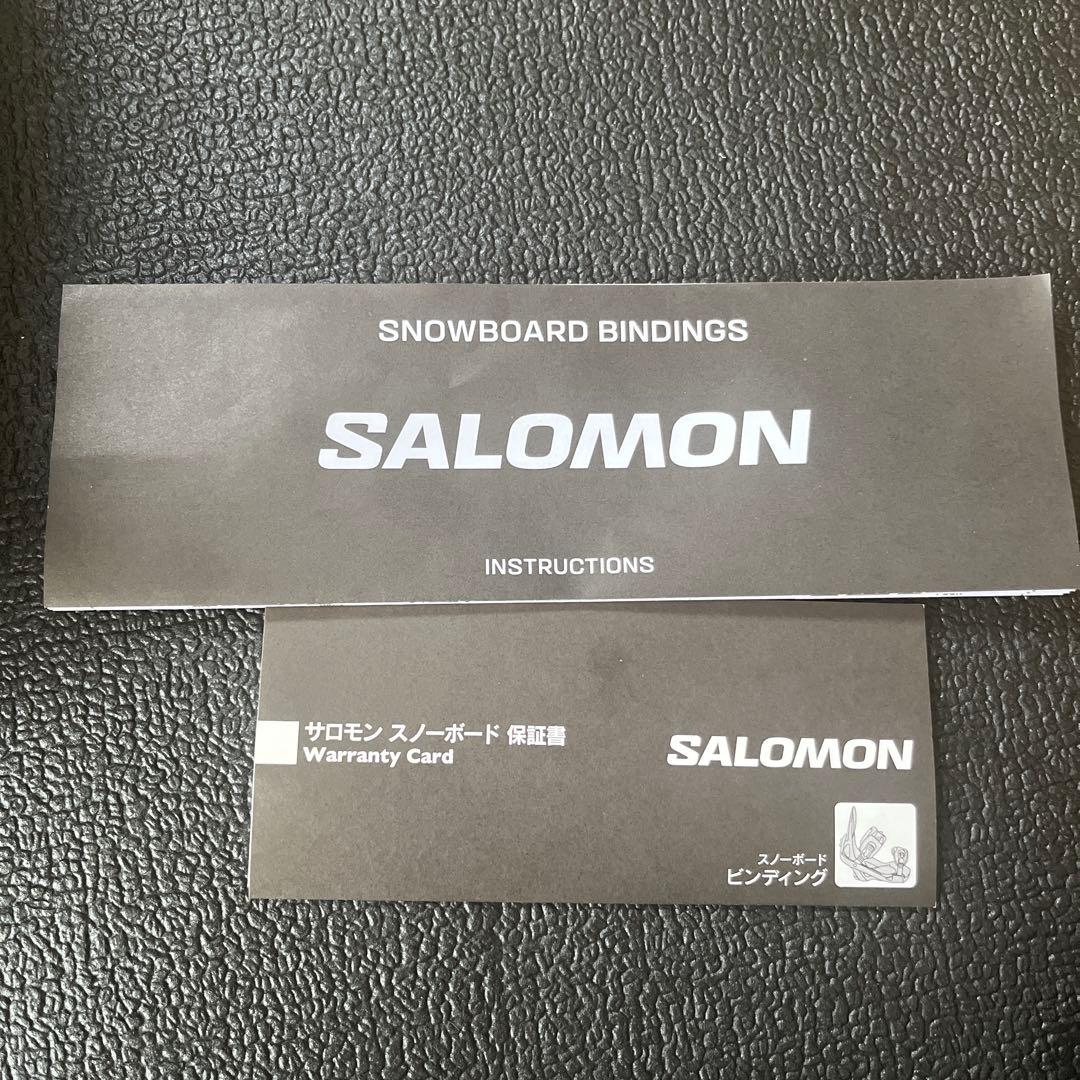 SNOWBOARD BINDINGS
SALOMON
INSTRUCTIONS
サロモン スノーボード 保証書
Warranty Card
SALOMON
スノーボード
ビンディング